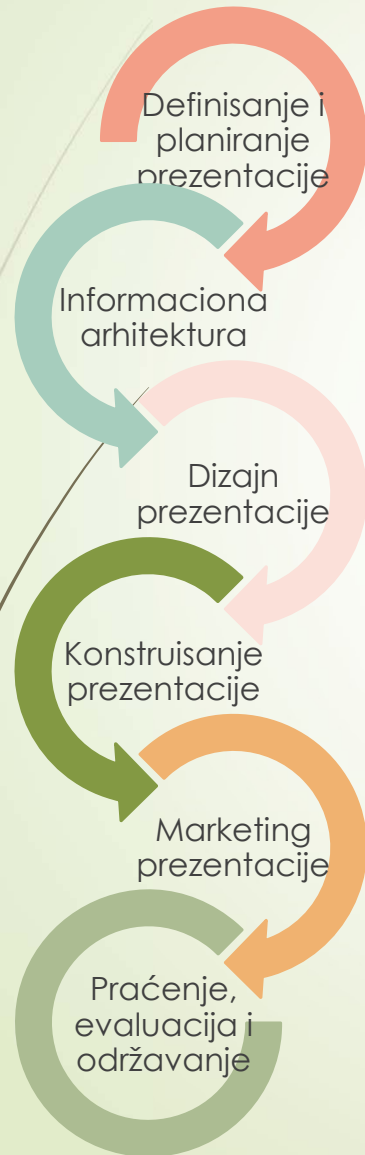 Definisanje i
planiranje
prezentacije
Informaciona
arhitektura
Dizajn
prezentacije
Konstruisanje
prezentacije
Marketing
prezentacije
Praćenje,
evaluacija i
održavanje